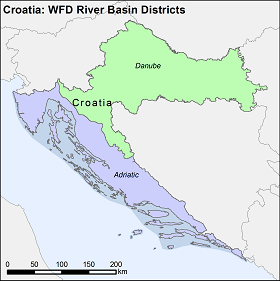 Croatia: WFD River Basin Districts
Danube
Croatia
Adriatic
0 50 100 150 200
km